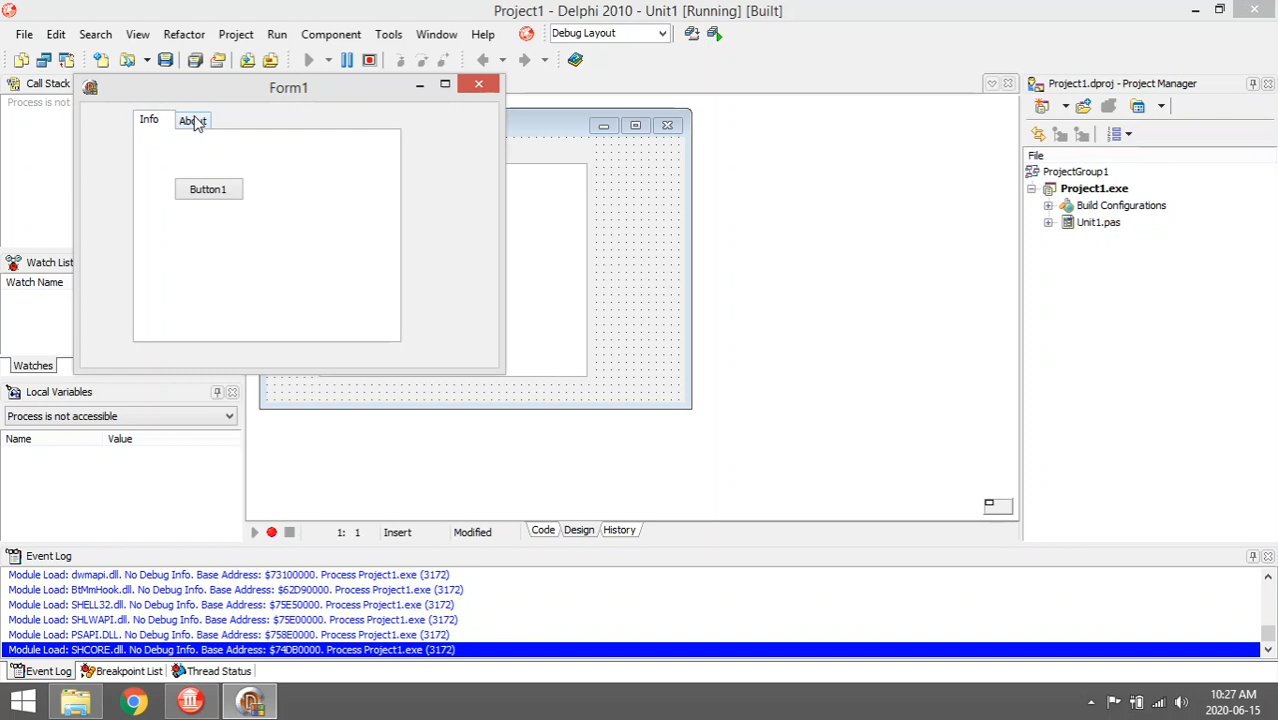 Project1 - Delphi 2010 - Unit1 [Running] [Built]
File Edit Search View Refactor Project Run Component Tools Window Help
Debug Layout
Call Stack
Process is not
Form1
Project1.dproj - Project Manager
Info
About
Button1
File
ProjectGroup1
Project1.exe
Build Configurations
Unit1.pas
Watch List
Watch Name
Watches
Local Variables
Process is not accessible
Name Value
1: 1 Insert Modified Code Design History
Event Log
Module Load: dwmapi.dll. No Debug Info. Base Address: $73100000. Process Project1.exe (3172)
Module Load: BtMmHook.dll. No Debug Info. Base Address: $62D90000. Process Project1.exe (3172)
Module Load: SHELL32.dll. No Debug Info. Base Address: $75E50000. Process Project1.exe (3172)
Module Load: SHLWAPI.dll. No Debug Info. Base Address: $75E00000. Process Project1.exe (3172)
Module Load: PSAPI.DLL. No Debug Info. Base Address: $758E0000. Process Project1.exe (3172)
Module Load: SHCORE.dll. No Debug Info. Base Address: $74DB0000. Process Project1.exe (3172)
Event Log Breakpoint List Thread Status
10:27 AM
2020-06-15